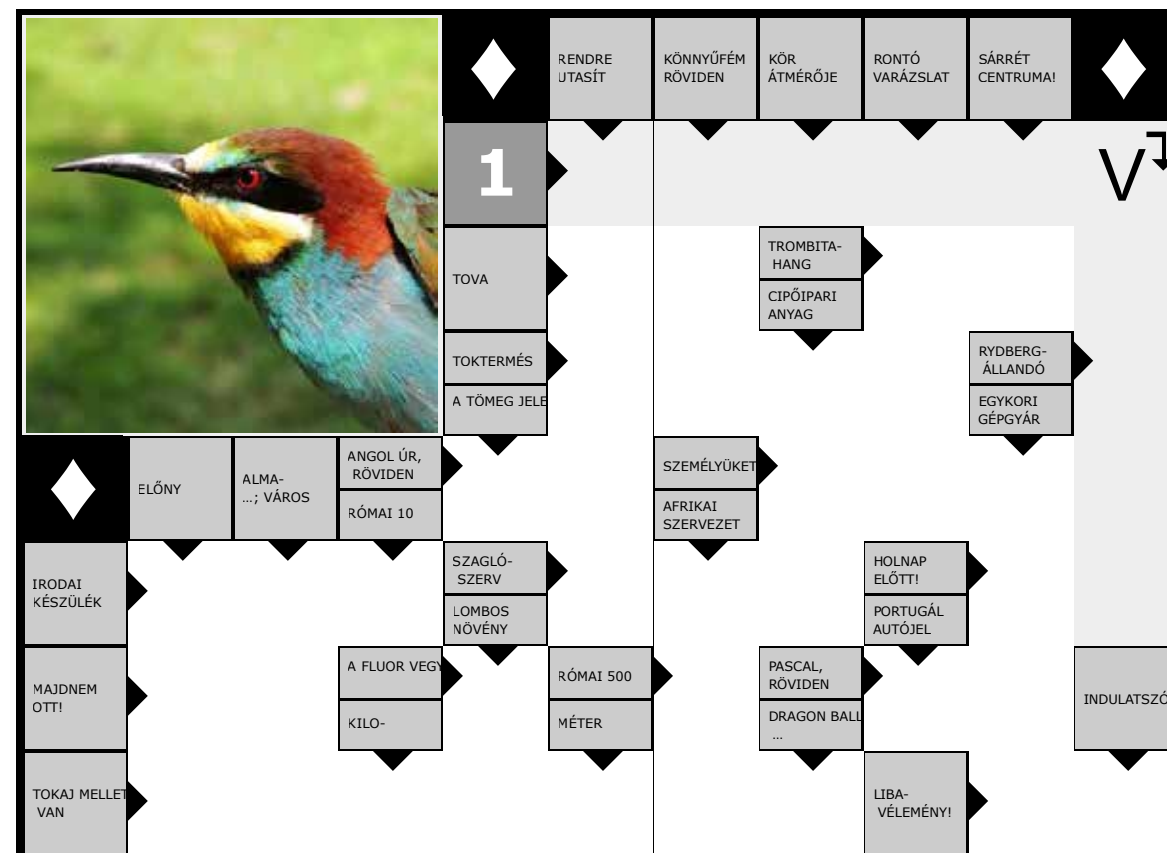 RENDRE
UTASÍT
KÖNNYŰFÉM
RÖVIDEN
KÖR
ÁTMÉRŐJE
RONTÓ
VARÁZSLAT
SÁRRÉT
CENTRUMA!
1
V
TOVA
TROMBITA-
HANG
CIPŐIPARI
ANYAG
TOKTERMÉS
A TÖMEG JELE
RYDBERG-
ÁLLANDÓ
EGYKORI
GÉPGYÁR
ELŐNY
ALMA-
...; VÁROS
ANGOL ÚR,
RÖVIDEN
RÓMAI 10
SZEMÉLYÜKET
AFRIKAI
SZERVEZET
IRODAI
KÉSZÜLÉK
SZAGLÓ-
SZERV
LOMBOS
NÖVÉNY
HOLNAP
ELŐTT!
PORTUGÁL
AUTÓJEL
MAJDNEM
OTT!
A FLUOR VEGY
KILO-
RÓMAI 500
MÉTER
PASCAL,
RÖVIDEN
DRAGON BALL
...
INDULATSZÓ
TOKAJ MELLET
VAN
LIBA-
VÉLEMÉNY!